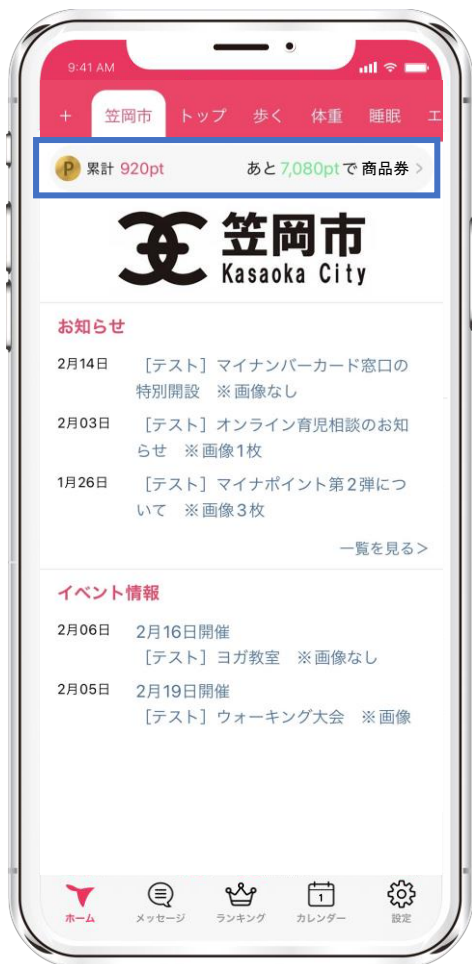 9:41 AM
+ 笠岡市 トップ 歩く 体重 睡眠 エ
P 累計 920pt あと7,080ptで 商品券 >
笠岡市
Kasaoka City
お知らせ
2月14日 ［テスト］マイナンバーカード窓口の
特別開設 ※画像なし
2月03日 ［テスト］オンライン育児相談のお知
らせ ※画像1枚
1月26日 ［テスト］マイナポイント第2弾につ
いて ※画像3枚
一覧を見る＞
イベント情報
2月06日 2月16日開催
［テスト］ヨガ教室 ※画像なし
2月05日 2月19日開催
［テスト］ウォーキング大会 ※画像
1
ホーム メッセージ ランキング カレンダー 設定